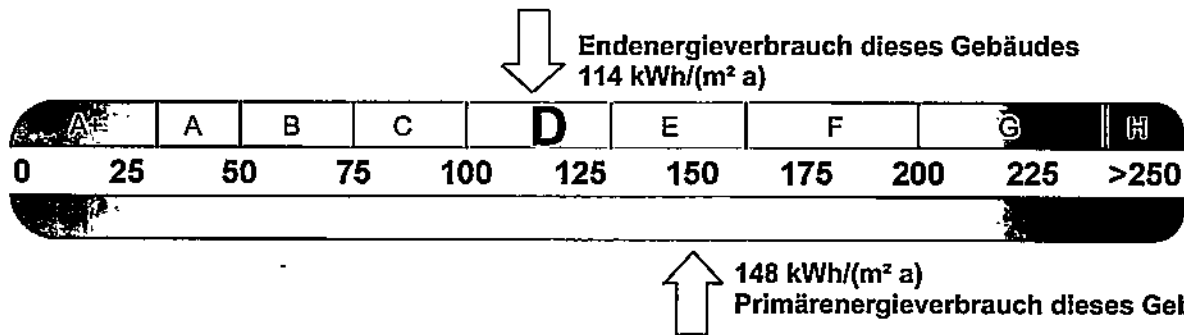 Endenergieverbrauch dieses Gebäudes
114 kWh/(m² a)
A+ A B C D E F G H
0 25 50 75 100 125 150 175 200 225 >250
148 kWh/(m² a)
Primärenergieverbrauch dieses Geb